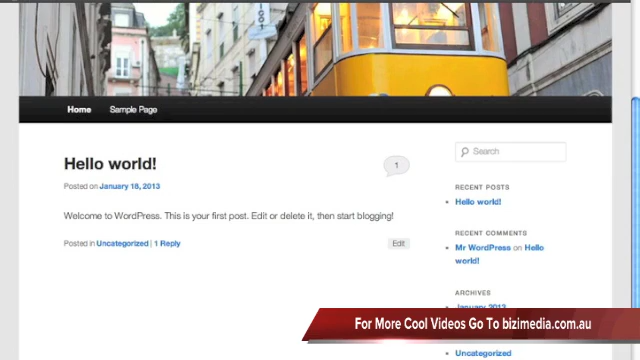 Home Sample Page
Hello world!
1
Posted on January 18, 2013
Welcome to WordPress. This is your first post. Edit or delete it, then start blogging!
Posted in Uncategorized | 1 Reply
Edit
Search
RECENT POSTS
Hello world!
RECENT COMMENTS
Mr WordPress on Hello
world!
ARCHIVES
January 2013
For More Cool Videos Go To bizimedia.com.au
Uncategorized